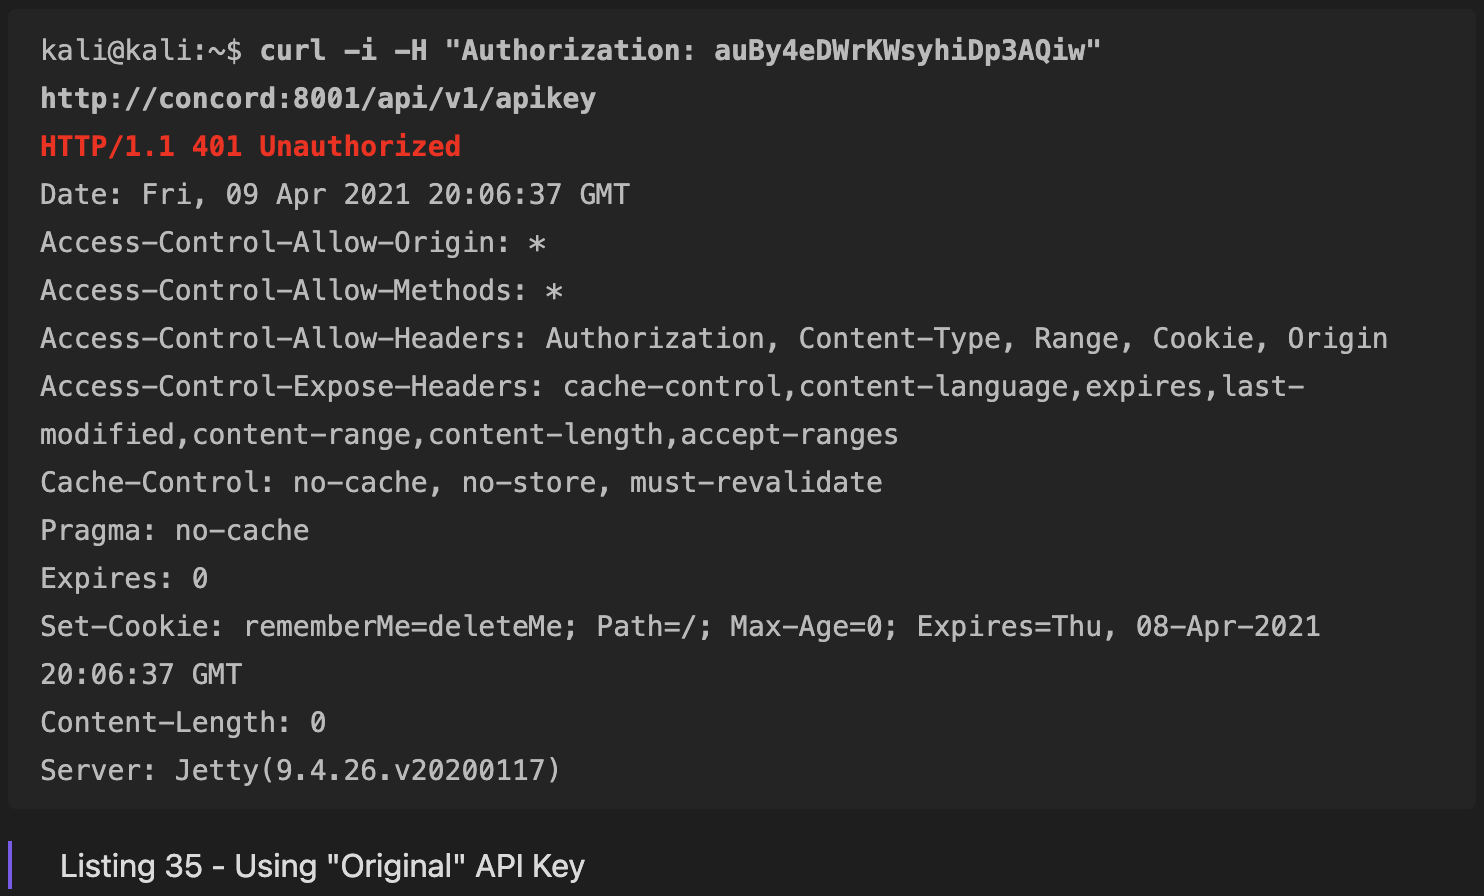 kali@kali:~$ curl -i -H "Authorization: auBy4eDWrKWsyhiDp3AQiw"
http://concord:8001/api/v1/apikey
HTTP/1.1 401 Unauthorized
Date: Fri, 09 Apr 2021 20:06:37 GMT
Access-Control-Allow-Origin: *
Access-Control-Allow-Methods: *
Access-Control-Allow-Headers: Authorization, Content-Type, Range, Cookie, Origin
Access-Control-Expose-Headers: cache-control,content-language,expires,last-
modified,content-range,content-length,accept-ranges
Cache-Control: no-cache, no-store, must-revalidate
Pragma: no-cache
Expires: 0
Set-Cookie: rememberMe=deleteMe; Path=/; Max-Age=0; Expires=Thu, 08-Apr-2021
20:06:37 GMT
Content-Length: 0
Server: Jetty(9.4.26.v20200117)
Listing 35 - Using "Original" API Key